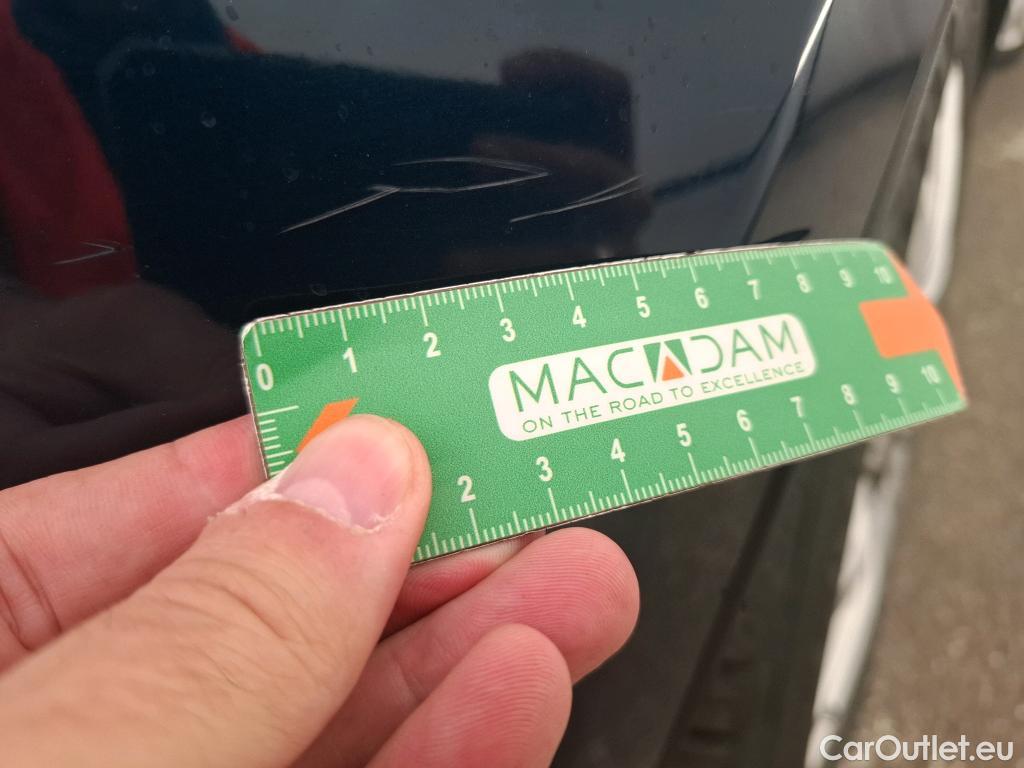 0 1 2 3 4 5 6 7 8 9 10
MACADAM
ON THE ROAD TO EXCELLENCE
2 3 4 5 6 7 8 9 10
CarOutlet.eu